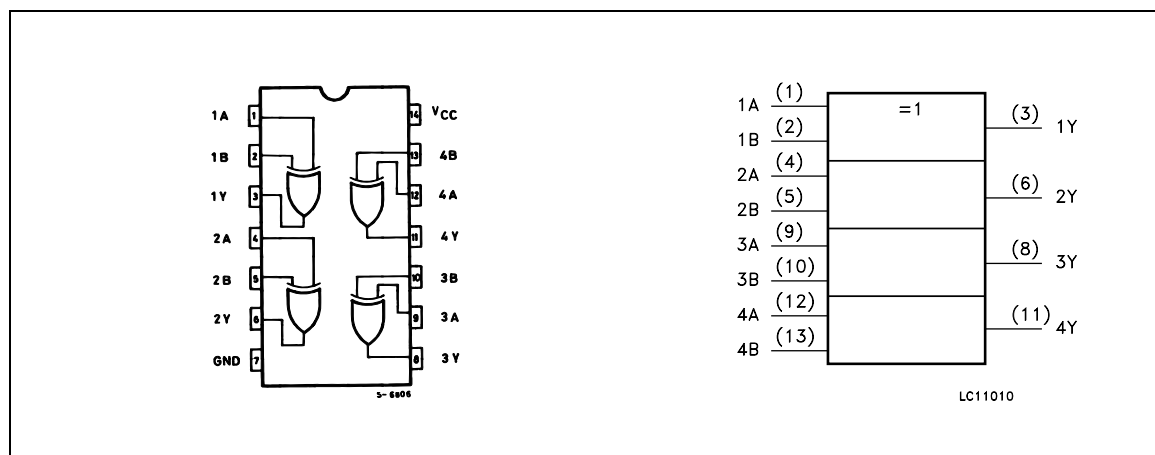 1A 1 14 VCC
1B 2 13 4B
1Y 3 12 4A
2A 4 11 4Y
2B 5 10 3B
2Y 6 9 3A
GND 7 8 3Y
S-6806
1A (1) =1
(3) 1Y
1B (2)
2A (4)
(6) 2Y
2B (5)
3A (9)
(8) 3Y
3B (10)
4A (12)
(11) 4Y
4B (13)
LC11010